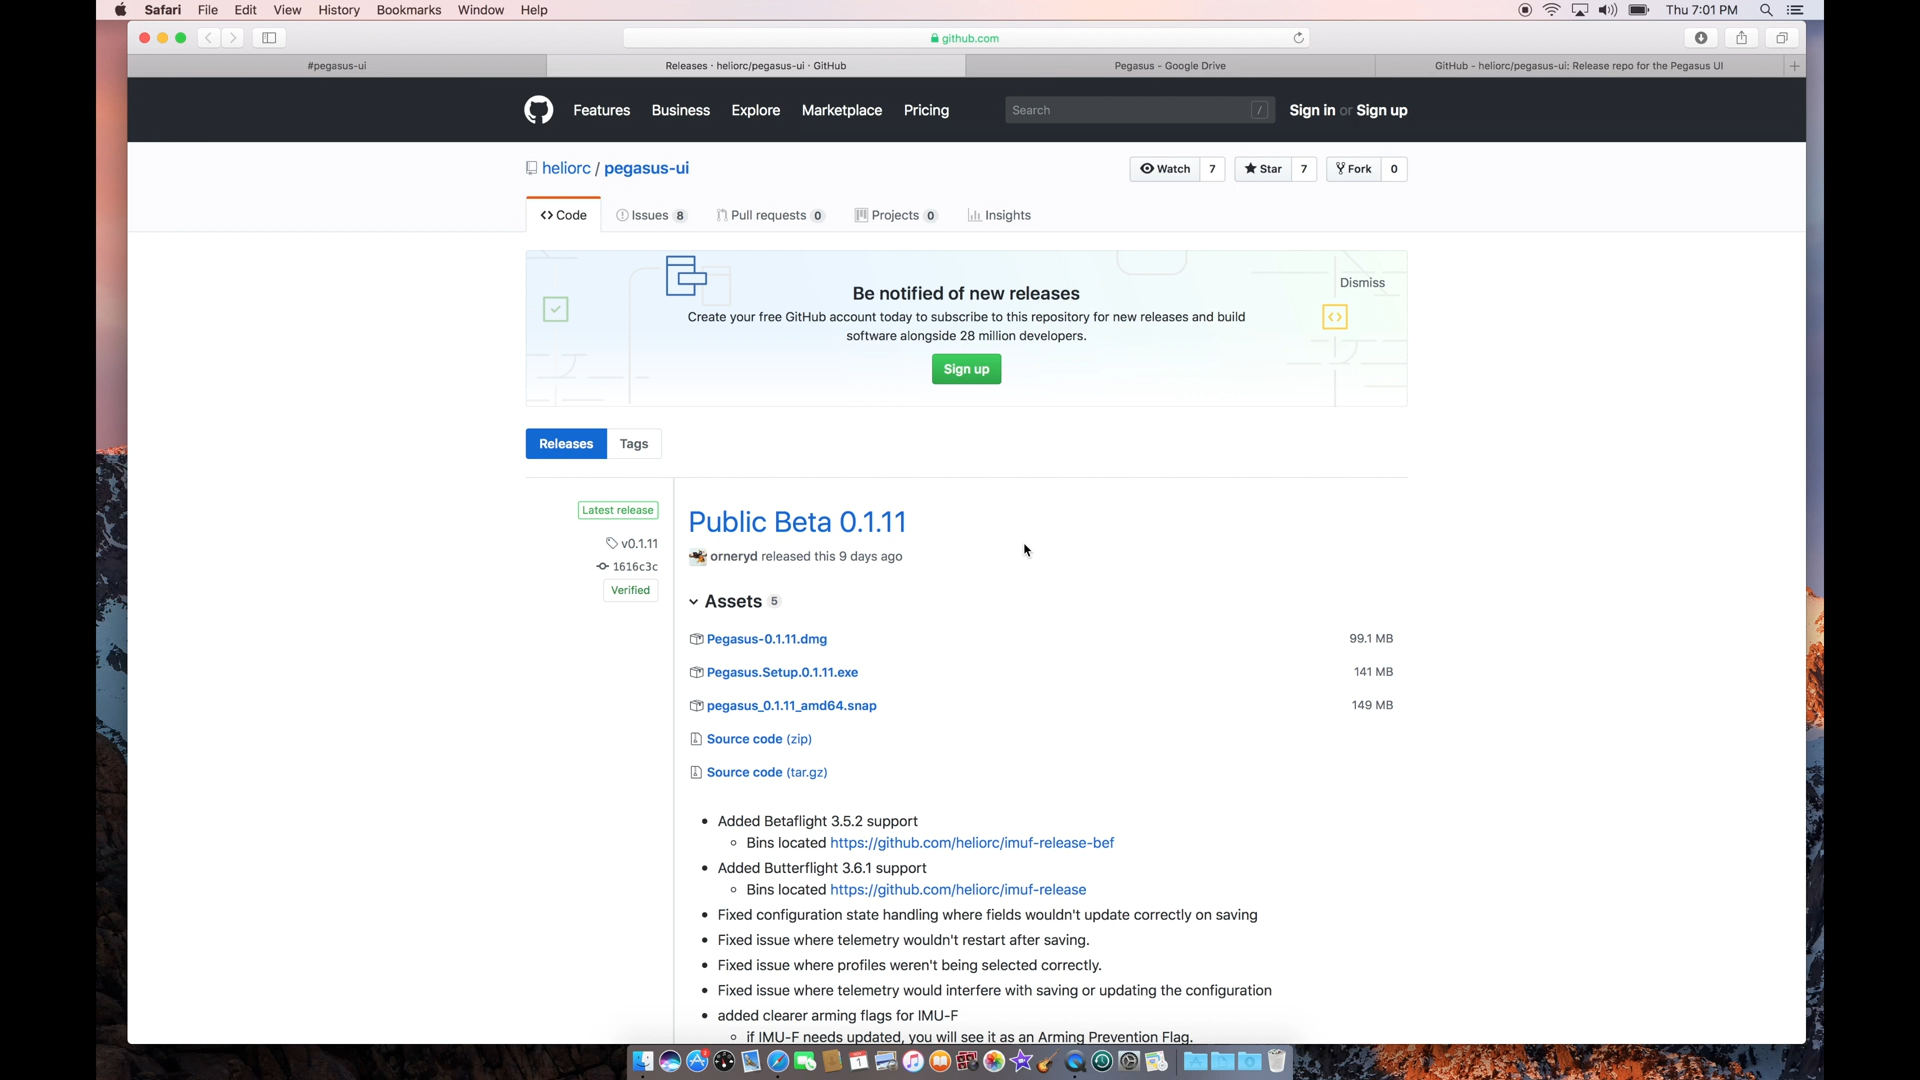 Safari File Edit View History Bookmarks Window Help Thu 7:01 PM
github.com
#pegasus-ui Releases · heliorc/pegasus-ui · GitHub Pegasus - Google Drive GitHub - heliorc/pegasus-ui: Release repo for the Pegasus UI
Features Business Explore Marketplace Pricing Search / Sign in or Sign up
heliorc / pegasus-ui Watch 7 Star 7 Fork 0
Code Issues 8 Pull requests 0 Projects 0 Insights
Dismiss
Be notified of new releases
Create your free GitHub account today to subscribe to this repository for new releases and build
software alongside 28 million developers.
Sign up
Releases Tags
Latest release
v0.1.11
1616c3c
Verified
Public Beta 0.1.11
orneryd released this 9 days ago
Assets 5
Pegasus-0.1.11.dmg 99.1 MB
Pegasus.Setup.0.1.11.exe 141 MB
pegasus_0.1.11_amd64.snap 149 MB
Source code (zip)
Source code (tar.gz)
• Added Betaflight 3.5.2 support
◦ Bins located https://github.com/heliorc/imuf-release-bef
• Added Butterflight 3.6.1 support
◦ Bins located https://github.com/heliorc/imuf-release
• Fixed configuration state handling where fields wouldn't update correctly on saving
• Fixed issue where telemetry wouldn't restart after saving.
• Fixed issue where profiles weren't being selected correctly.
• Fixed issue where telemetry would interfere with saving or updating the configuration
• added clearer arming flags for IMU-F
◦ if IMU-F needs updated, you will see it as an Arming Prevention Flag.